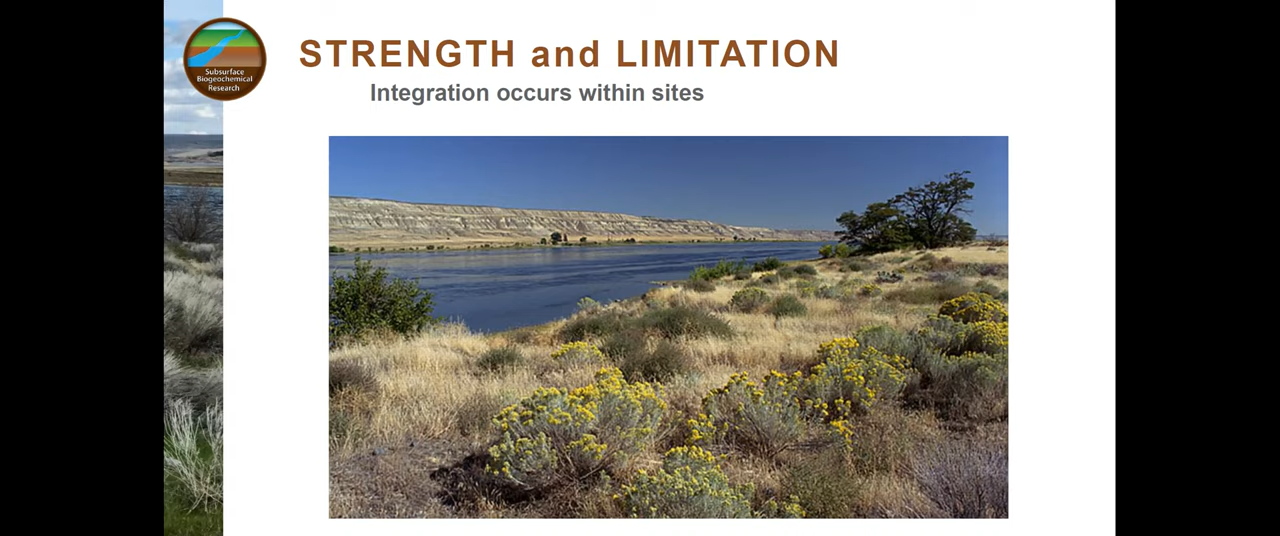 STRENGTH and LIMITATION
Integration occurs within sites
Subsurface
Biogeochemical
Research